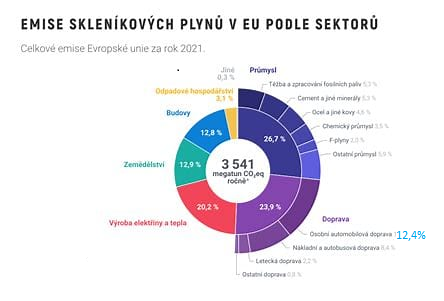 EMISE SKLENÍKOVÝCH PLYNŮ V EU PODLE SEKTORŮ
Celkové emise Evropské unie za rok 2021.
Jiné
0,3 %
Průmysl
Těžba a zpracování fosilních paliv 5,3 %
Odpadové hospodářství
3,1 %
Cement a jiné minerály 5,3 %
Ocel a jiné kovy 4,6 %
Budovy
Chemický průmysl 3,5 %
12,8 %
26,7 %
F-plyny 2,0 %
Ostatní průmysl 5,9 %
Zemědělství
12,9 %
3 541
megatun CO₂eq
ročně*
20,2 %
23,9 %
Výroba elektřiny a tepla
Doprava
Osobní automobilová doprava 12,4%
Nákladní a autobusová doprava 8,4 %
Letecká doprava 2,2 %
Ostatní doprava 0,8 %